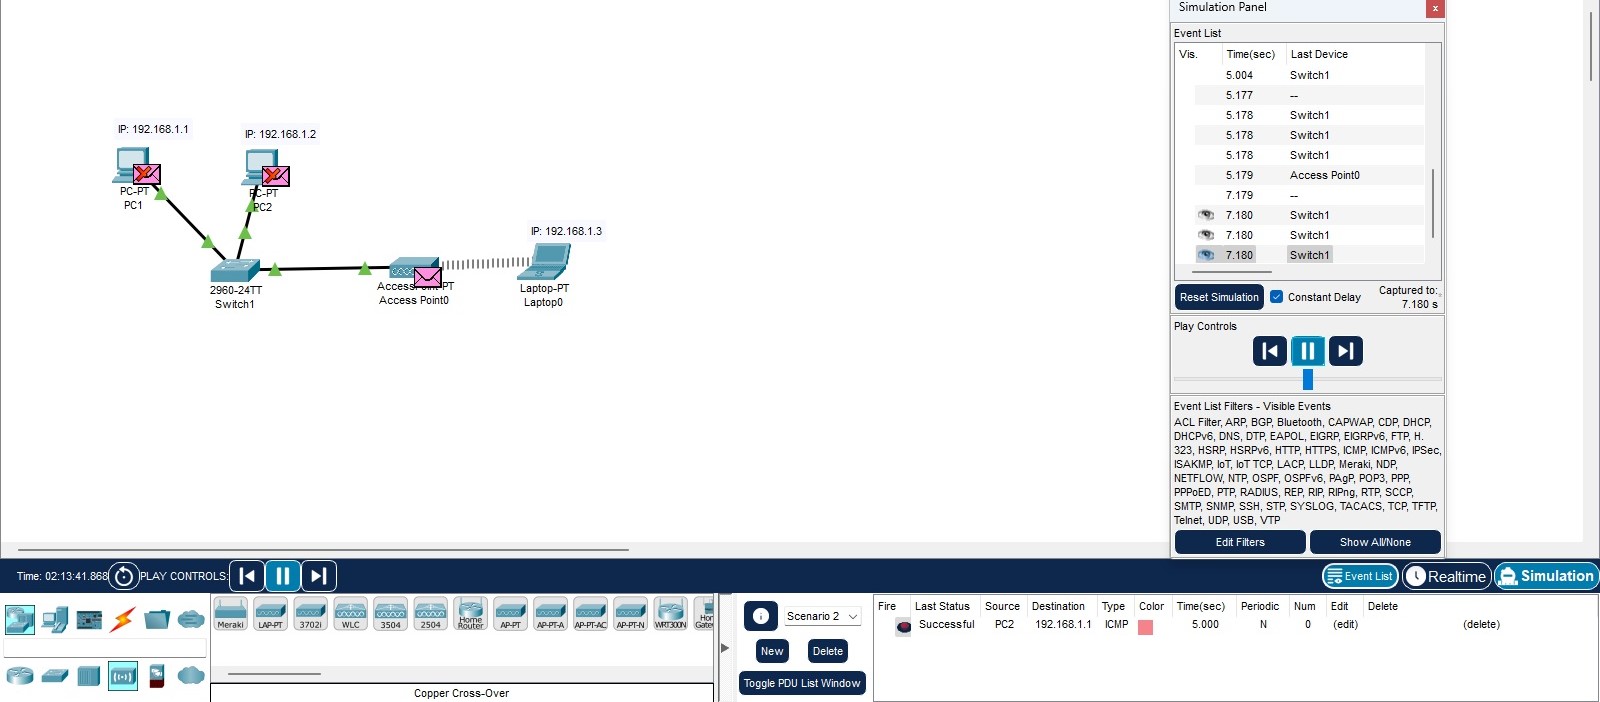 Simulation Panel
x
Event List
Vis. Time(sec) Last Device
5.004 Switch1
5.177 --
5.178 Switch1
5.178 Switch1
5.178 Switch1
5.179 Access Point0
7.179 --
7.180 Switch1
7.180 Switch1
7.180 Switch1
Reset Simulation Constant Delay Captured to:
7.180 s
Play Controls
Event List Filters - Visible Events
ACL Filter, ARP, BGP, Bluetooth, CAPWAP, CDP, DHCP,
DHCPv6, DNS, DTP, EAPOL, EIGRP, EIGRPv6, FTP, H.
323, HSRP, HSRPv6, HTTP, HTTPS, ICMP, ICMPv6, IPSec,
ISAKMP, IoT, IoT TCP, LACP, LLDP, Meraki, NDP,
NETFLOW, NTP, OSPF, OSPFv6, PAgP, POP3, PPP,
PPPoED, PTP, RADIUS, REP, RIP, RIPng, RTP, SCCP,
SMTP, SNMP, SSH, STP, SYSLOG, TACACS, TCP, TFTP,
Telnet, UDP, USB, VTP
Edit Filters Show All/None
IP: 192.168.1.1
IP: 192.168.1.2
PC-PT
PC1
PC-PT
PC2
IP: 192.168.1.3
2960-24TT
Switch1
Access Point0
Laptop-PT
Laptop0
Time: 02:13:41.868 PLAY CONTROLS:
Event List Realtime Simulation
Meraki LAP-PT 3702i WLC 3504 2504 Home Router AP-PT AP-PT-A AP-PT-AC AP-PT-N WRT300N
Copper Cross-Over
Scenario 2
New Delete
Toggle PDU List Window
Fire Last Status Source Destination Type Color Time(sec) Periodic Num Edit Delete
Successful PC2 192.168.1.1 ICMP 5.000 N 0 (edit) (delete)